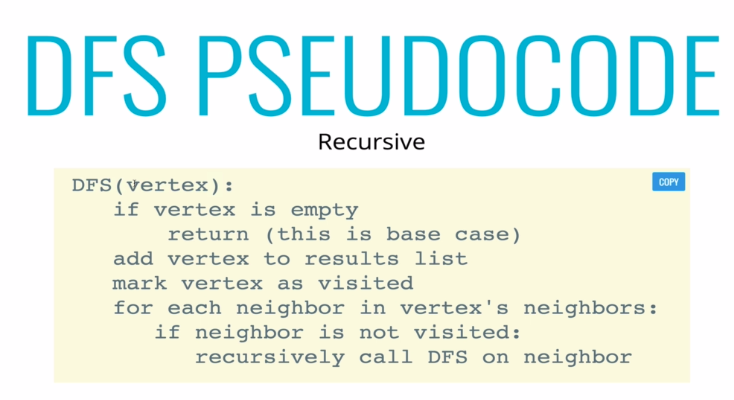 DFS PSEUDOCODE
Recursive
DFS(vertex):
COPY
if vertex is empty
return (this is base case)
add vertex to results list
mark vertex as visited
for each neighbor in vertex's neighbors:
if neighbor is not visited:
recursively call DFS on neighbor